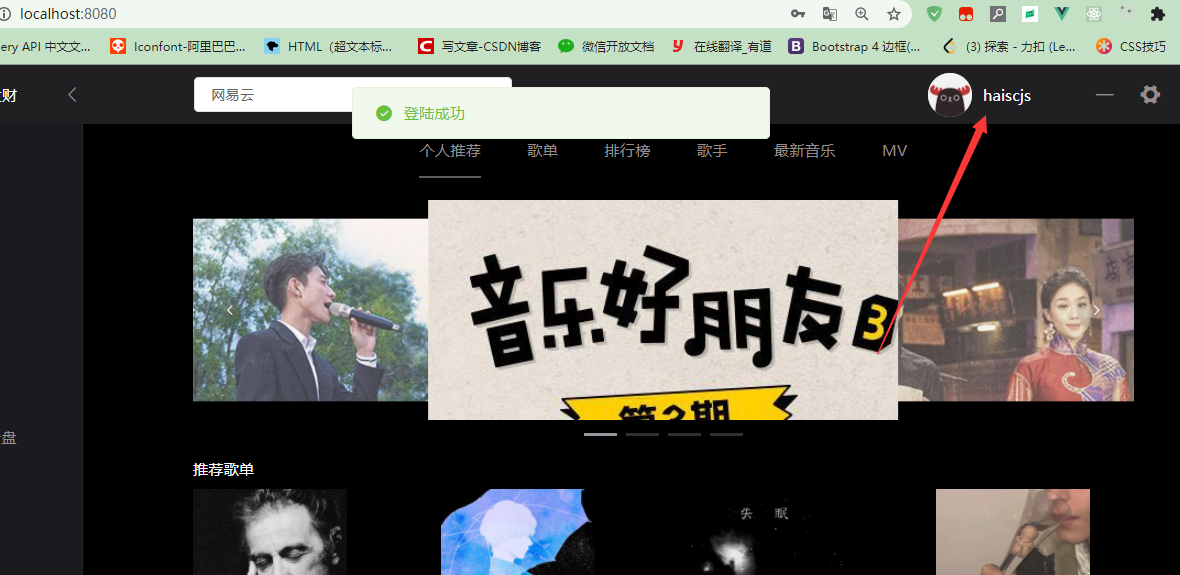 localhost:8080
ery API 中文文... Iconfont-阿里巴巴... HTML（超文本标... 写文章-CSDN博客 微信开放文档 在线翻译_有道 Bootstrap 4 边框(... (3) 探索 - 力扣 (Le... CSS技巧
财 网易云 haiscjs
登陆成功
个人推荐 歌单 排行榜 歌手 最新音乐 MV
音乐好朋友 3
第2期
盘
推荐歌单
失 眠